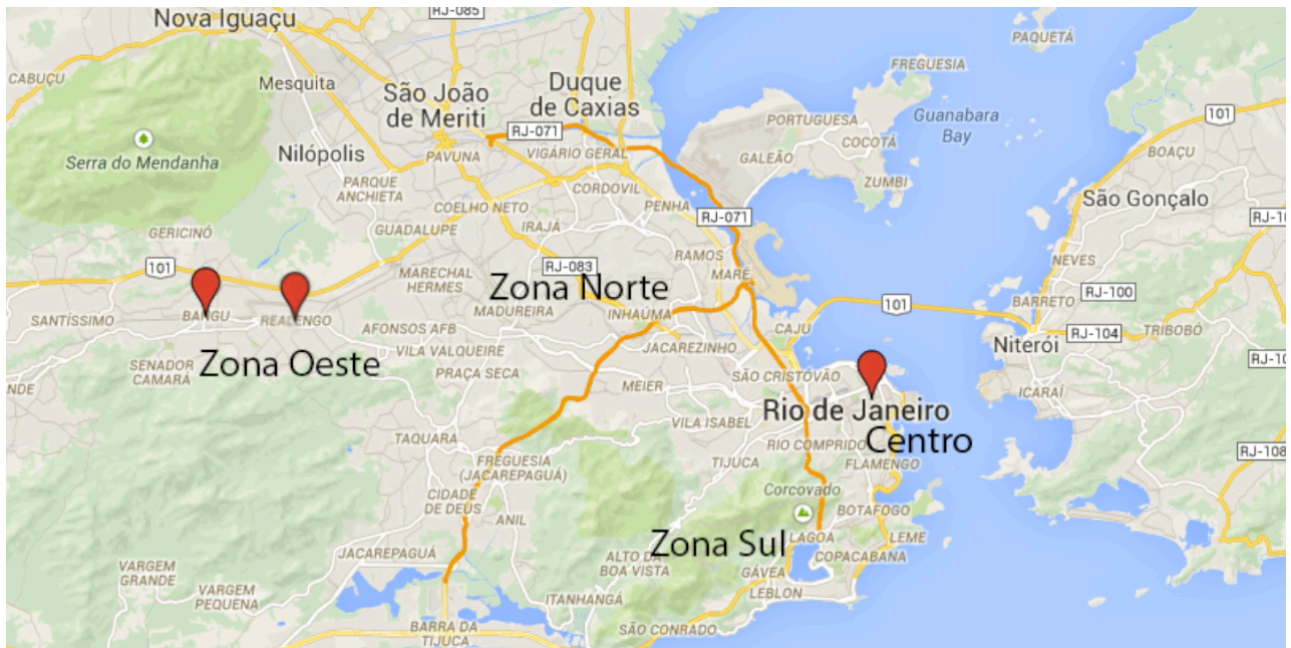 RJ-085
Nova Iguaçu
PAQUETÁ
CABUÇU
Mesquita
FREGUESIA
São João
de Meriti
Duque
de Caxias
Guanabara
Bay
RJ-071
PORTUGUESA
101
COCOTÁ
BOAÇU
Serra do Mendanha
Nilópolis
PAVUNA
VIGÁRIO GERAL
GALEÃO
ZUMBI
PARQUE
ANCHIETA
CORDOVIL
COELHO NETO
PENHA
São Gonçalo
RJ-071
RJ-10
GERICINÓ
GUADALUPE
IRAJÁ
RAMOS
NEVES
101
MARECHAL
HERMES
RJ-083
MARÉ
Zona Norte
BARRETO
RJ-100
101
SANTÍSSIMO
BANGU
REALENGO
AFONSOS AFB
MADUREIRA
INHAÚMA
CAJU
RJ-104
TRIBOBÓ
Niterói
SENADOR
CAMARÁ
Zona Oeste
VILA VALQUEIRE
JACAREZINHO
RJ-10
NDE
PRAÇA SECA
MEIER
SÃO CRISTÓVÃO
ICARAÍ
Rio de Janeiro
VILA ISABEL
TAQUARA
RIO COMPRIDO
Centro
RJ-108
FREGUESIA
(JACAREPAGUÁ)
TIJUCA
FLAMENGO
CIDADE
DE DEUS
Corcovado
ANIL
BOTAFOGO
Zona Sul
LAGOA
LEME
JACAREPAGUÁ
ALTO DA
BOA VISTA
COPACABANA
VARGEM
GRANDE
GÁVEA
VARGEM
PEQUENA
ITANHANGÁ
LEBLON
BARRA DA
TIJUCA
SÃO CONRADO